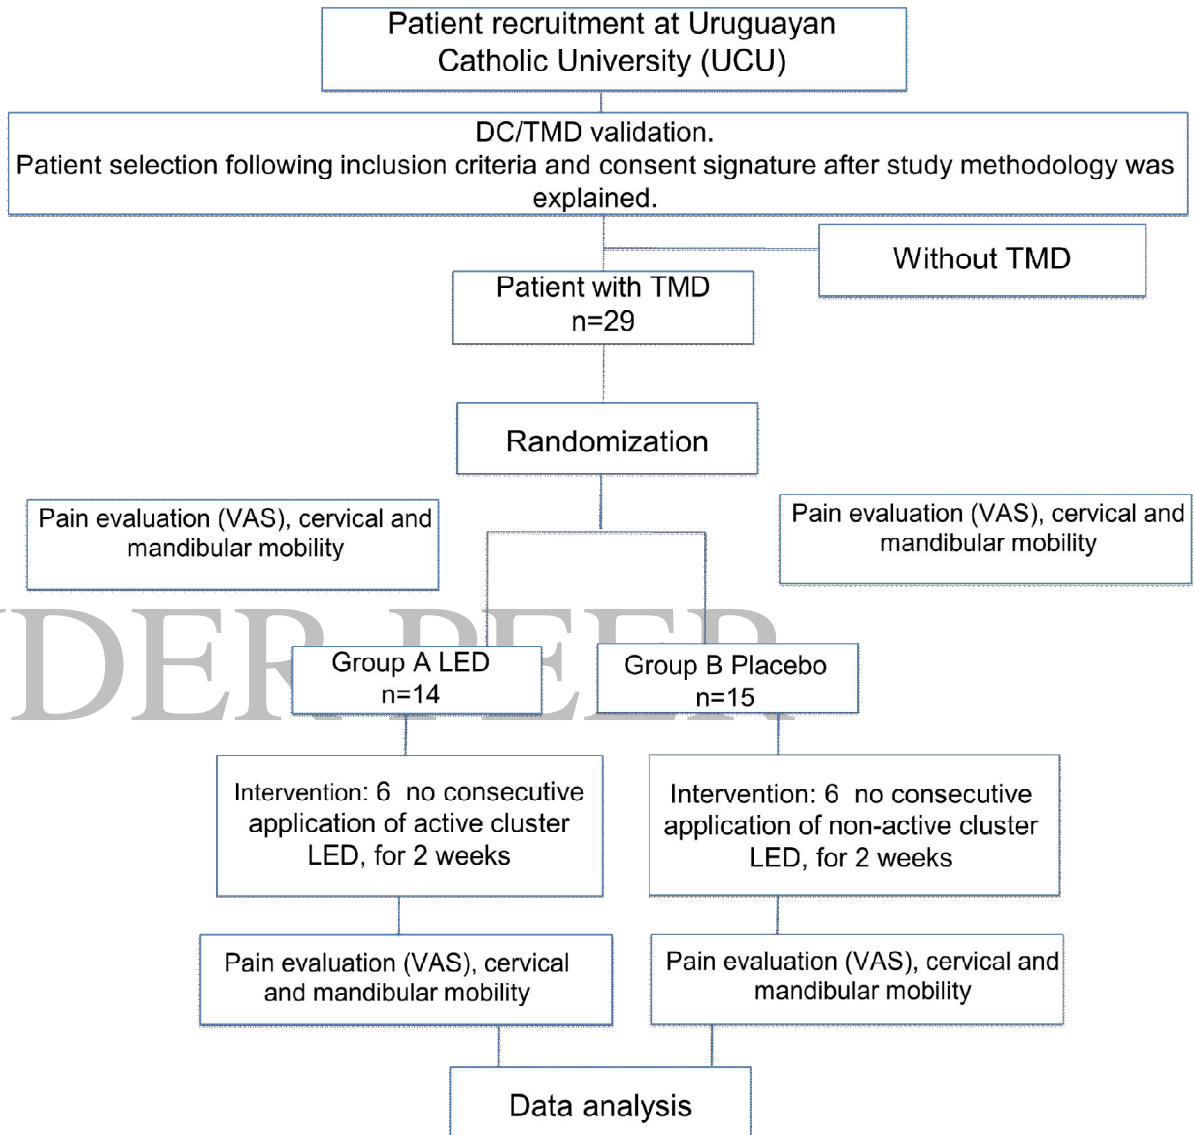 Patient recruitment at Uruguayan
Catholic University (UCU)
DC/TMD validation.
Patient selection following inclusion criteria and consent signature after study methodology was
explained.
Without TMD
Patient with TMD
n=29
Randomization
Pain evaluation (VAS), cervical and
mandibular mobility
Pain evaluation (VAS), cervical and
mandibular mobility
DER PEER
Group A LED
n=14
Group B Placebo
n=15
Intervention: 6 no consecutive
application of active cluster
LED, for 2 weeks
Intervention: 6 no consecutive
application of non-active cluster
LED, for 2 weeks
Pain evaluation (VAS), cervical
and mandibular mobility
Pain evaluation (VAS), cervical and
mandibular mobility
Data analysis